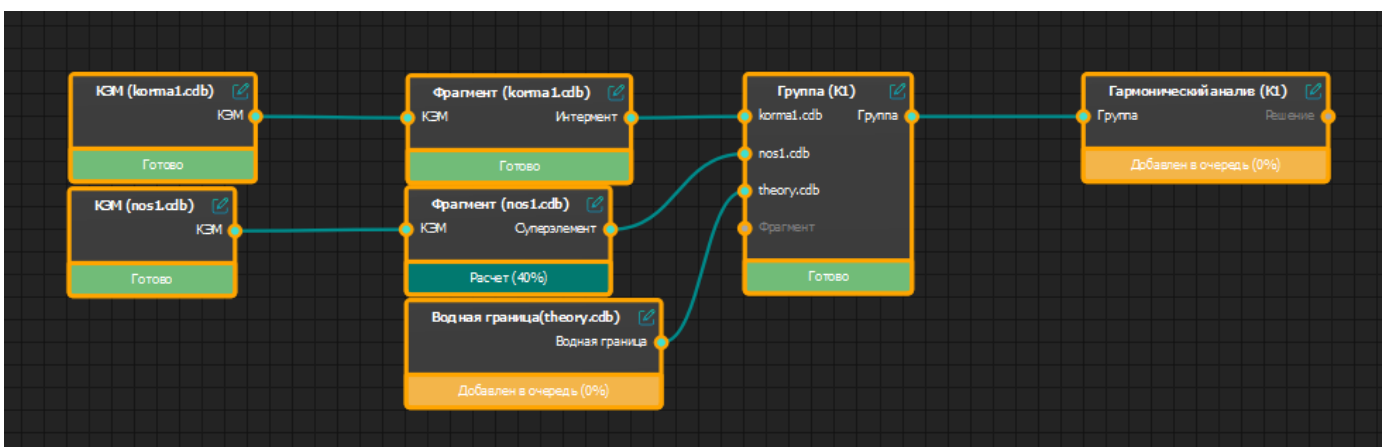 КЭМ (korma1.cdb)
КЭМ
Готово
КЭМ (nos1.cdb)
КЭМ
Готово
Фрагмент (korma1.cdb)
КЭМ Интермент
Готово
Фрагмент (nos1.cdb)
КЭМ Суперэлемент
Расчет (40%)
Водная граница(theory.cdb)
Водная граница
Добавлен в очередь (0%)
Группа (К1)
korma1.cdb Группа
nos1.cdb
theory.cdb
Фрагмент
Готово
Гармонический анализ (К1)
Группа Решение
Добавлен в очередь (0%)